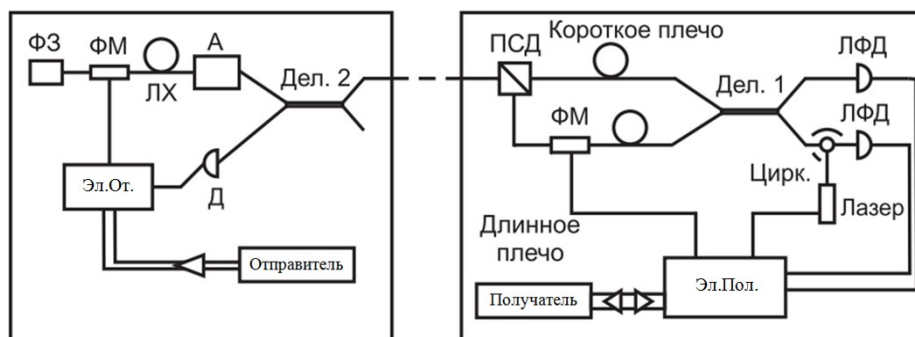 ФЗ
ФМ
ЛХ
А
Дел. 2
Эл.От.
Д
Отправитель
ПСД
Короткое плечо
ФМ
Дел. 1
ЛФД
ЛФД
Цирк.
Лазер
Длинное
плечо
Эл.Пол.
Получатель